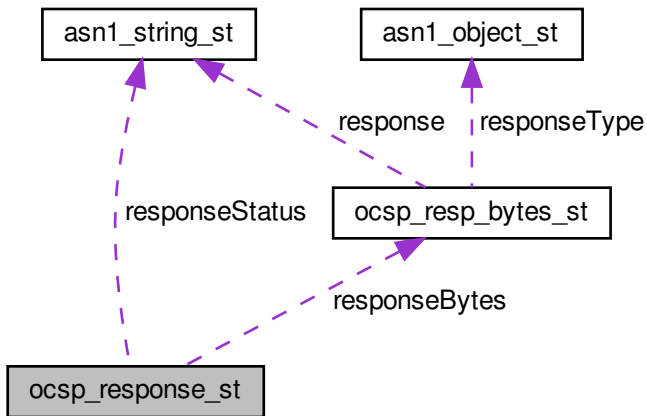 asn1_string_st
asn1_object_st
response
responseType
ocsp_resp_bytes_st
responseStatus
responseBytes
ocsp_response_st